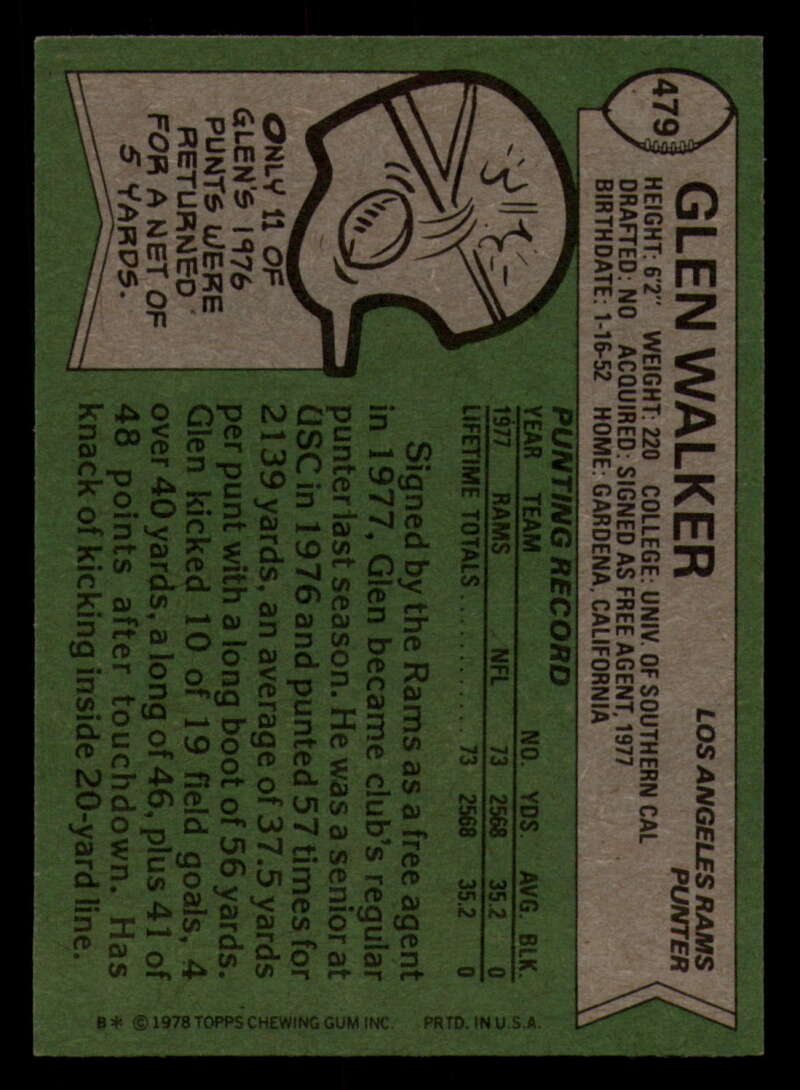 479
GLEN WALKER
LOS ANGELES RAMS
PUNTER
HEIGHT: 6'2" WEIGHT: 220 COLLEGE: UNIV. OF SOUTHERN CAL
DRAFTED: NO ACQUIRED: SIGNED AS FREE AGENT, 1977
BIRTHDATE: 1-16-52 HOME: GARDENA, CALIFORNIA
PUNTING RECORD
YEAR TEAM NO. YDS. AVG. BLK.
1977 RAMS NFL 73 2568 35.2 0
LIFETIME TOTALS .......... 73 2568 35.2 0
Signed by the Rams as a free agent
in 1977, Glen became club's regular
punter last season. He was a senior at
USC in 1976 and punted 57 times for
2139 yards, an average of 37.5 yards
per punt with a long boot of 56 yards.
Glen kicked 10 of 19 field goals, 4
over 40 yards, a long of 46, plus 41 of
48 points after touchdown. Has
knack of kicking inside 20-yard line.
ONLY 11 OF
GLEN'S 1976
PUNTS WERE
RETURNED
FOR A NET OF
5 YARDS.
B* © 1978 TOPPS CHEWING GUM INC. PRTD. IN U.S.A.